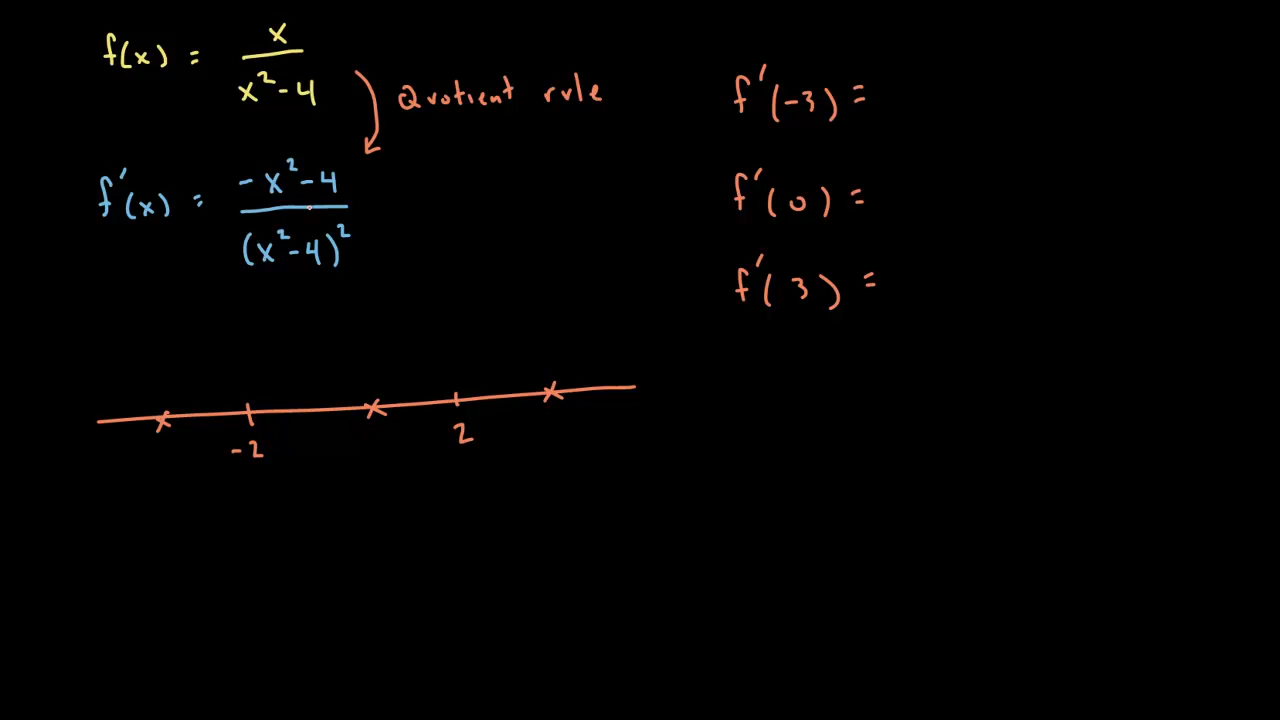 f(x) = x / (x² - 4)
Quotient rule
f'(x) = (-x² - 4) / (x² - 4)²
f'(-3) =
f'(0) =
f'(3) =
-2 2